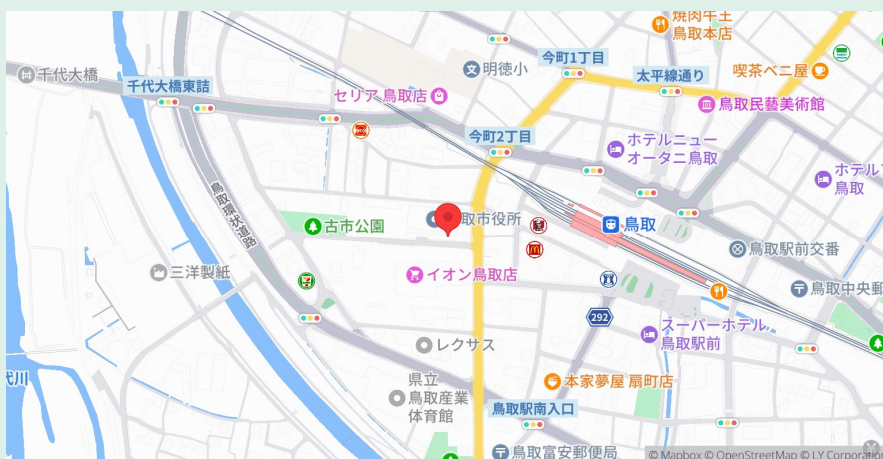 焼肉牛王
鳥取本店
今町1丁目
明徳小
太平線通り
喫茶ベニ屋
千代大橋
千代大橋東詰
セリア鳥取店
鳥取民藝美術館
今町2丁目
ホテルニュー
オータニ鳥取
鳥取
鳥取環状道路
古市公園
取市役所
鳥取
鳥取駅前交番
三洋製紙
イオン鳥取店
鳥取中央郵
292
スーパーホテル
鳥取駅前
レクサス
代川
県立
鳥取産業
体育館
本家夢屋 扇町店
鳥取駅南入口
鳥取富安郵便局
© Mapbox © OpenStreetMap © LY Corporation